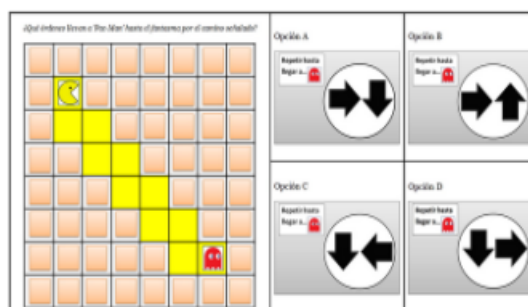 ¿Qué órdenes llevan a 'Pac-Man' hasta el fantasma por el camino señalado?
Opción A
Repetir hasta
llegar a...
Opción B
Repetir hasta
llegar a...
Opción C
Repetir hasta
llegar a...
Opción D
Repetir hasta
llegar a...